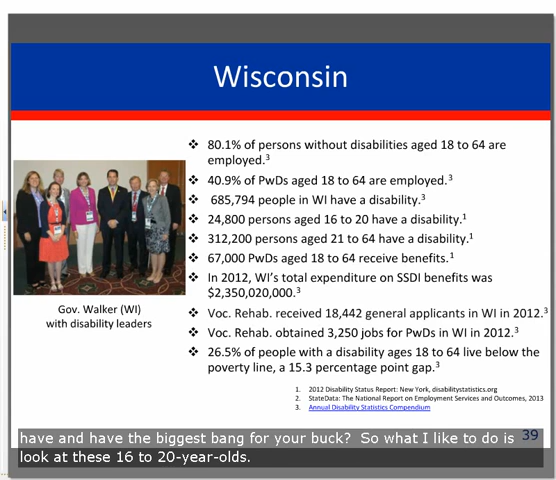 Wisconsin
❖ 80.1% of persons without disabilities aged 18 to 64 are
employed.3
❖ 40.9% of PwDs aged 18 to 64 are employed.3
❖ 685,794 people in WI have a disability.3
❖ 24,800 persons aged 16 to 20 have a disability.1
❖ 312,200 persons aged 21 to 64 have a disability.1
❖ 67,000 PwDs aged 18 to 64 receive benefits.1
❖ In 2012, WI's total expenditure on SSDI benefits was
$2,350,020,000.3
❖ Voc. Rehab. received 18,442 general applicants in WI in 2012.3
❖ Voc. Rehab. obtained 3,250 jobs for PwDs in WI in 2012.3
❖ 26.5% of people with a disability ages 18 to 64 live below the
poverty line, a 15.3 percentage point gap.3
Gov. Walker (WI)
with disability leaders
1. 2012 Disability Status Report: New York, disabilitystatistics.org
2. StateData: The National Report on Employment Services and Outcomes, 2013
3. Annual Disability Statistics Compendium
39
have and have the biggest bang for your buck? So what I like to do is
look at these 16 to 20-year-olds.